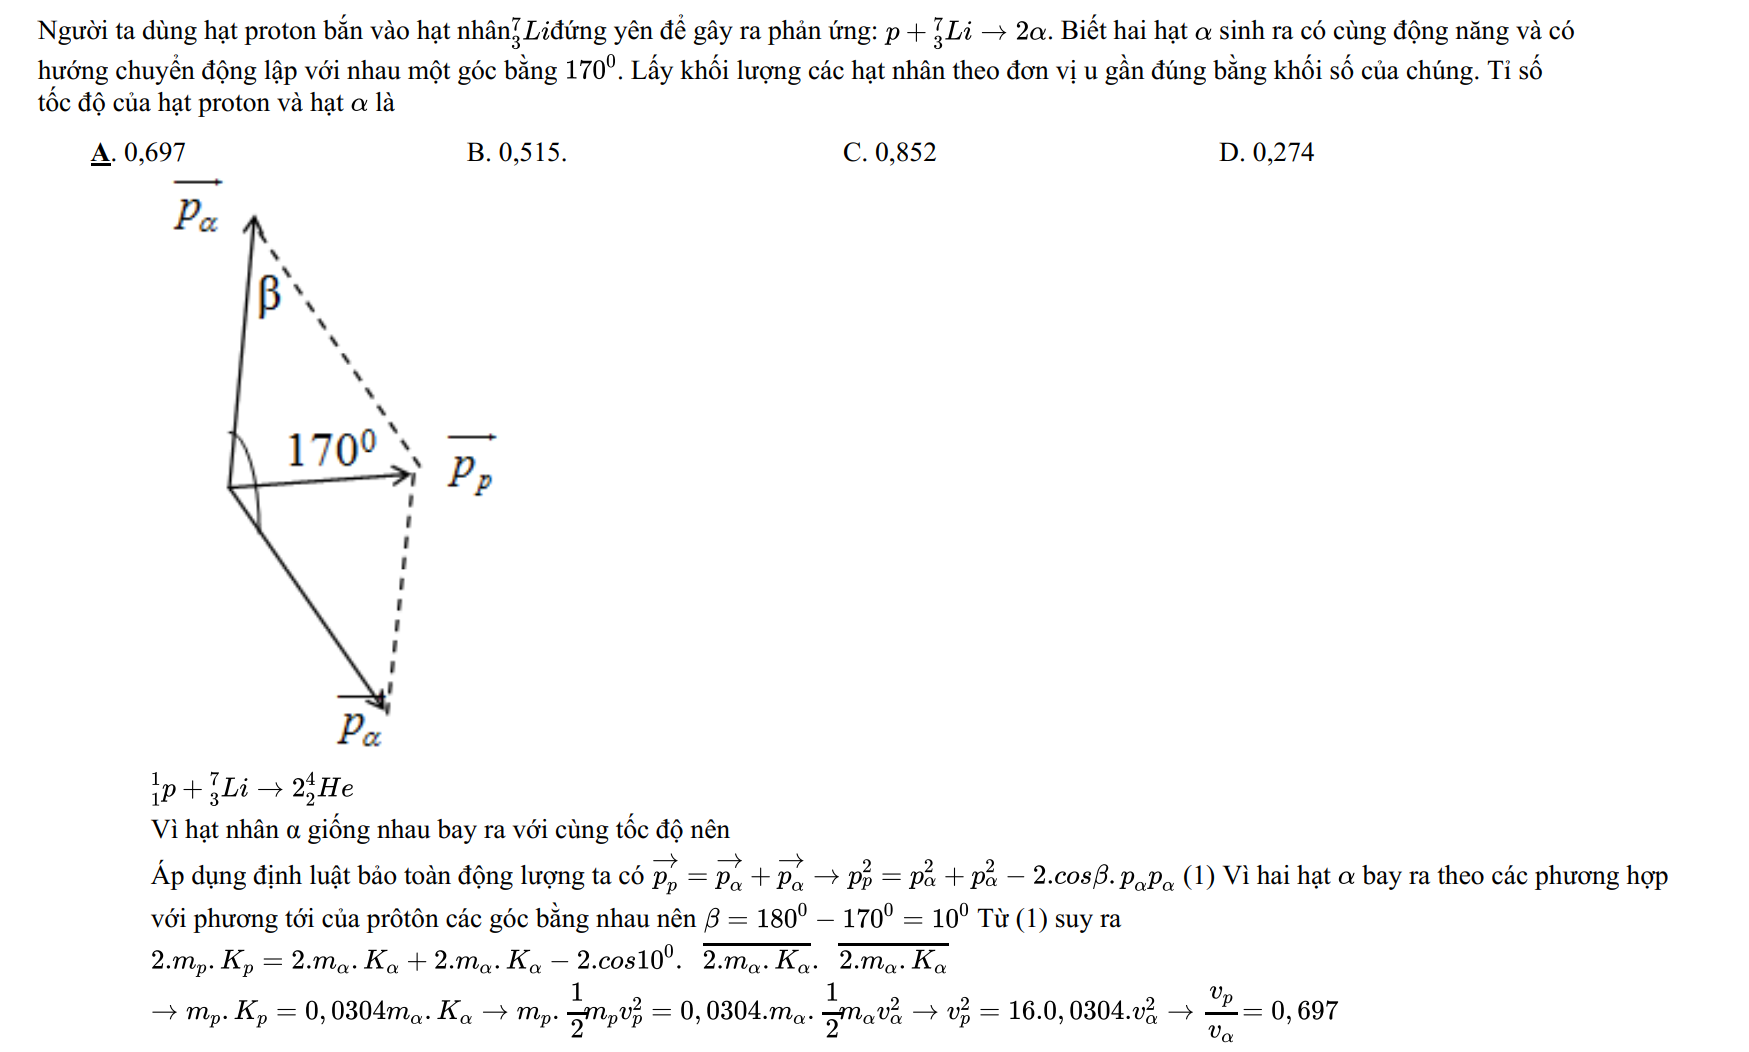 Người ta dùng hạt proton bắn vào hạt nhân$^7_3Li$đứng yên để gây ra phản ứng: $p + {}^7_3Li \to 2\alpha$. Biết hai hạt $\alpha$ sinh ra có cùng động năng và có
hướng chuyển động lập với nhau một góc bằng $170^0$. Lấy khối lượng các hạt nhân theo đơn vị u gần đúng bằng khối số của chúng. Tỉ số
tốc độ của hạt proton và hạt $\alpha$ là
A. 0,697 B. 0,515. C. 0,852 D. 0,274
$\overrightarrow{p_\alpha}$
β
$170^0$
$\overrightarrow{p_p}$
$\overrightarrow{p_\alpha}$
${}^1_1p + {}^7_3Li \to 2{}^4_2He$
Vì hạt nhân α giống nhau bay ra với cùng tốc độ nên
Áp dụng định luật bảo toàn động lượng ta có $\overrightarrow{p_p} = \overrightarrow{p_\alpha} + \overrightarrow{p_\alpha} \to p_p^2 = p_\alpha^2 + p_\alpha^2 - 2.cos\beta.p_\alpha p_\alpha$ (1) Vì hai hạt $\alpha$ bay ra theo các phương hợp
với phương tới của prôtôn các góc bằng nhau nên $\beta = 180^0 - 170^0 = 10^0$ Từ (1) suy ra
$2.m_p.K_p = 2.m_\alpha.K_\alpha + 2.m_\alpha.K_\alpha - 2.cos10^0.\ \overline{2.m_\alpha.K_\alpha}.\ \overline{2.m_\alpha.K_\alpha}$
$\to m_p.K_p = 0,0304m_\alpha.K_\alpha \to m_p.\frac{1}{2}m_pv_p^2 = 0,0304.m_\alpha.\frac{1}{2}m_\alpha v_\alpha^2 \to v_p^2 = 16.0,0304.v_\alpha^2 \to \frac{v_p}{v_\alpha} = 0,697$